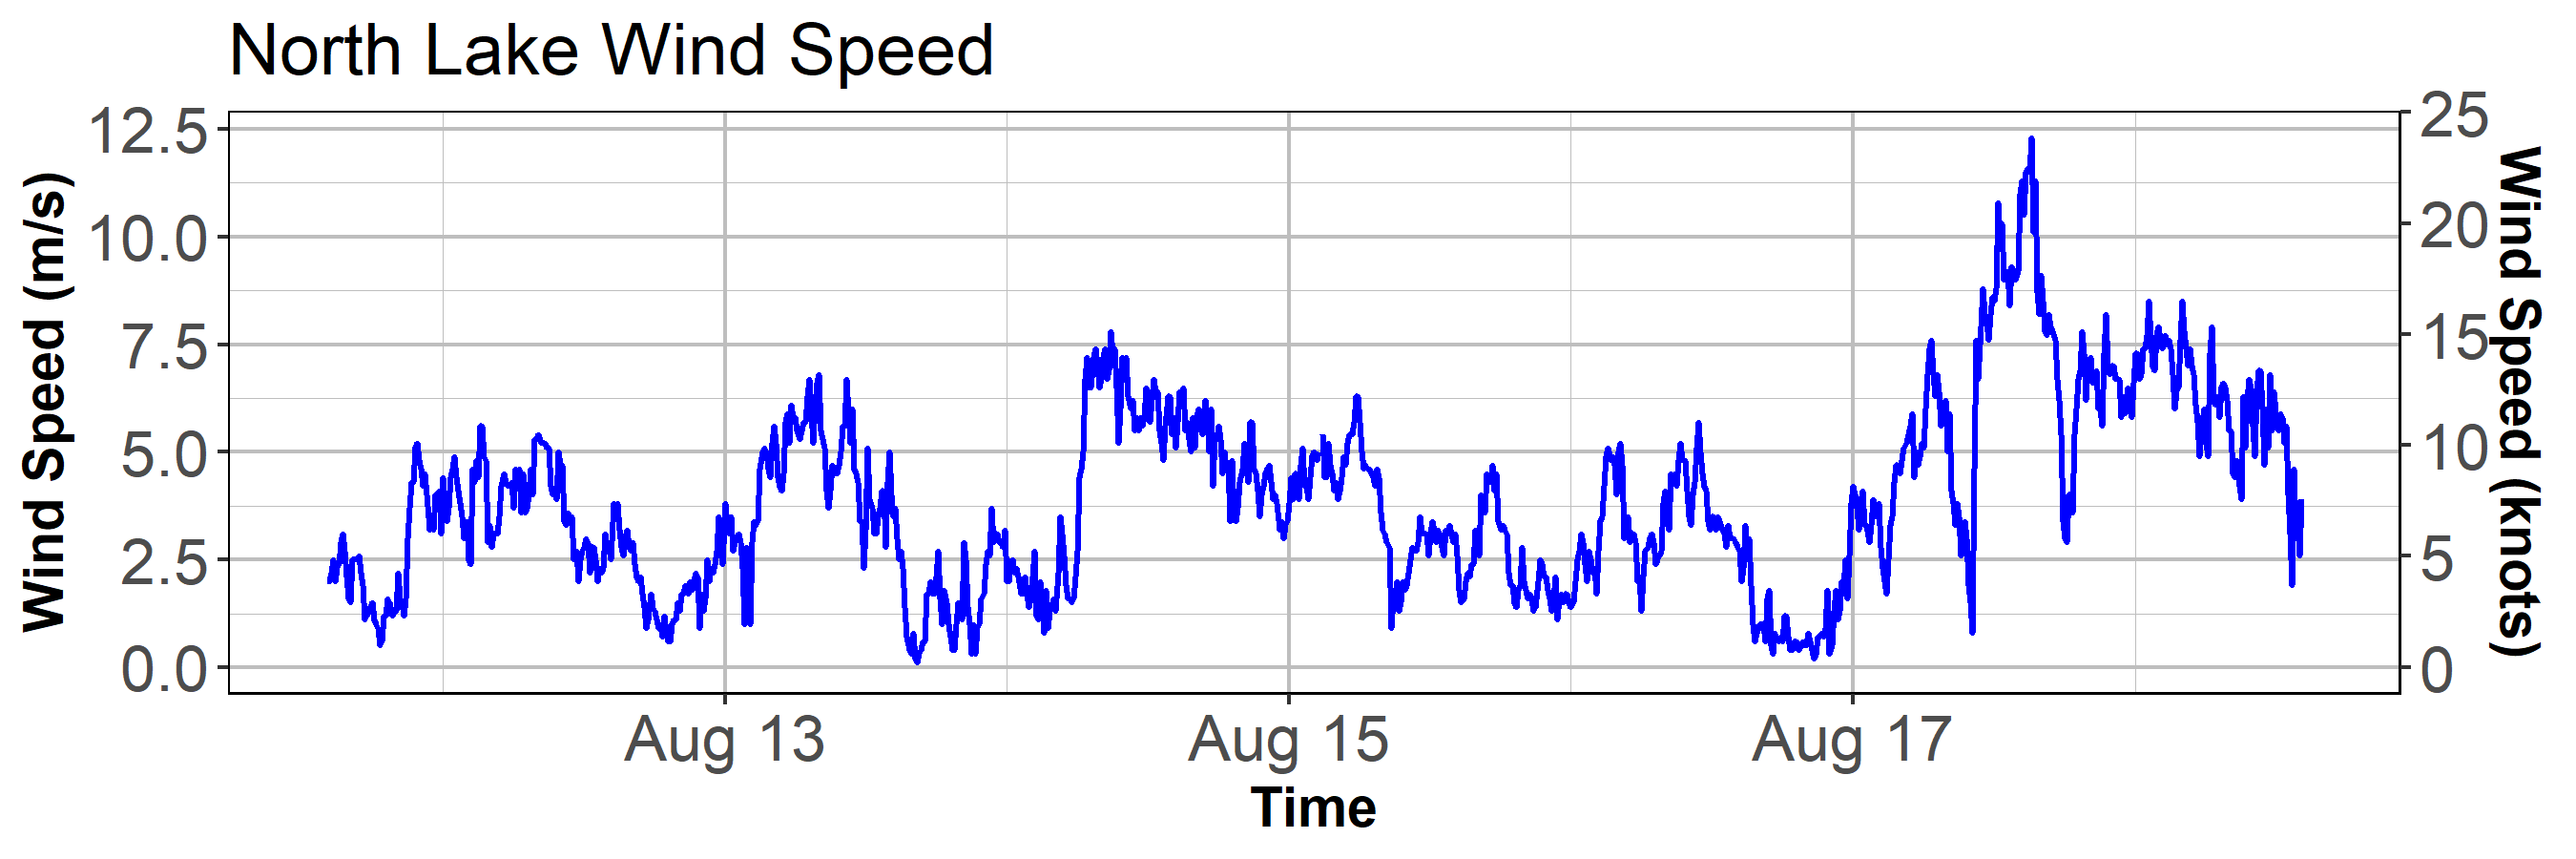 North Lake Wind Speed
Wind Speed (m/s)
12.5
10.0
7.5
5.0
2.5
0.0
25
20
15
10
5
0
Wind Speed (knots)
Aug 13
Aug 15
Aug 17
Time